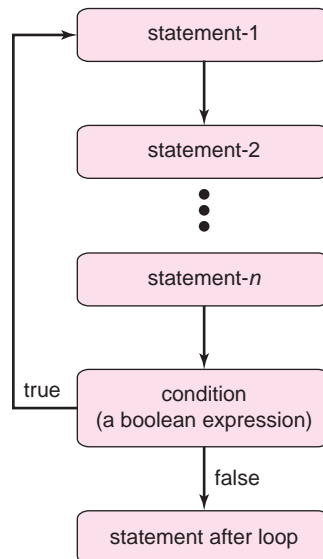 statement-1
statement-2
statement-n
true
condition
(a boolean expression)
false
statement after loop